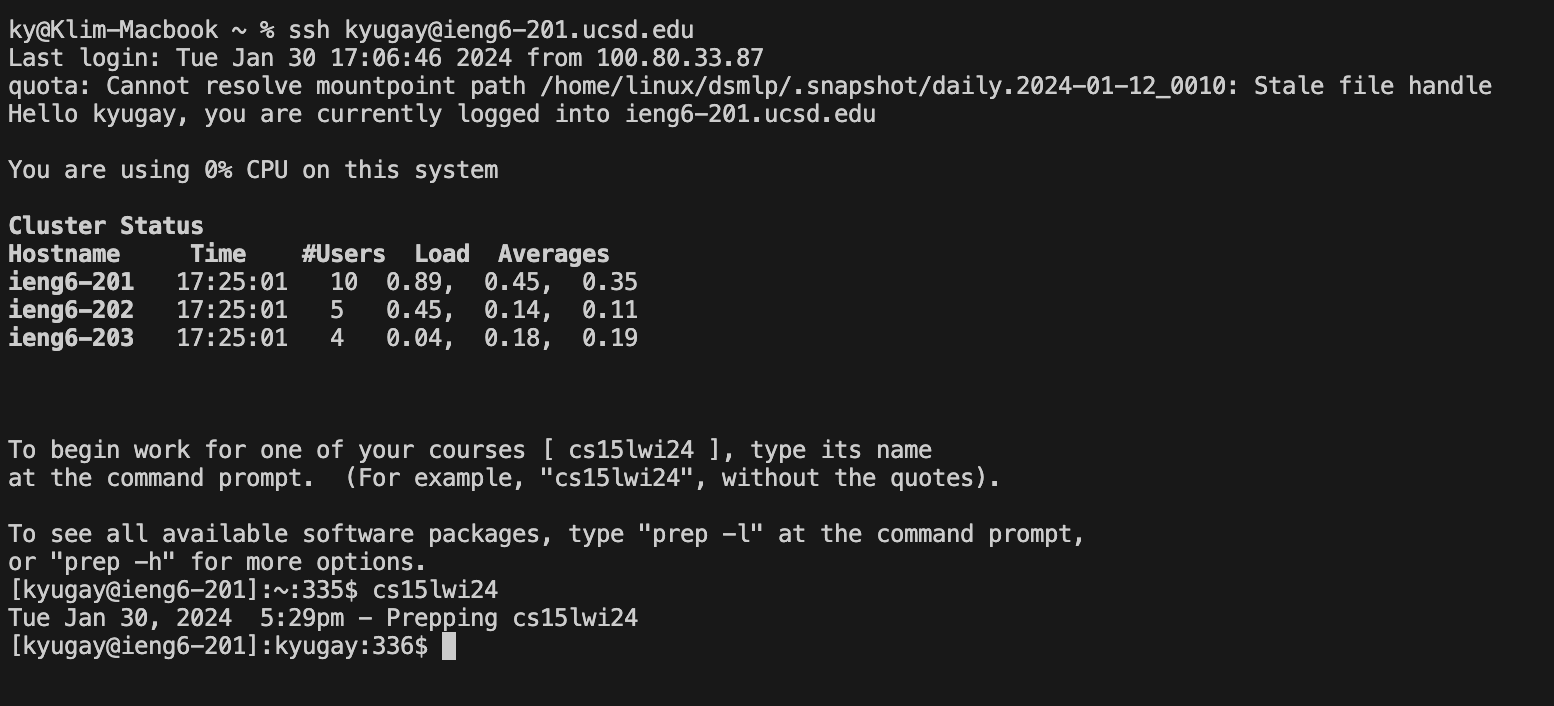 ky@Klim-Macbook ~ % ssh kyugay@ieng6-201.ucsd.edu
Last login: Tue Jan 30 17:06:46 2024 from 100.80.33.87
quota: Cannot resolve mountpoint path /home/linux/dsmlp/.snapshot/daily.2024-01-12_0010: Stale file handle
Hello kyugay, you are currently logged into ieng6-201.ucsd.edu

You are using 0% CPU on this system

Cluster Status
Hostname     Time    #Users  Load  Averages
ieng6-201   17:25:01   10  0.89,  0.45,  0.35
ieng6-202   17:25:01   5   0.45,  0.14,  0.11
ieng6-203   17:25:01   4   0.04,  0.18,  0.19

To begin work for one of your courses [ cs15lwi24 ], type its name
at the command prompt.  (For example, "cs15lwi24", without the quotes).

To see all available software packages, type "prep -l" at the command prompt,
or "prep -h" for more options.
[kyugay@ieng6-201]:~:335$ cs15lwi24
Tue Jan 30, 2024  5:29pm - Prepping cs15lwi24
[kyugay@ieng6-201]:kyugay:336$